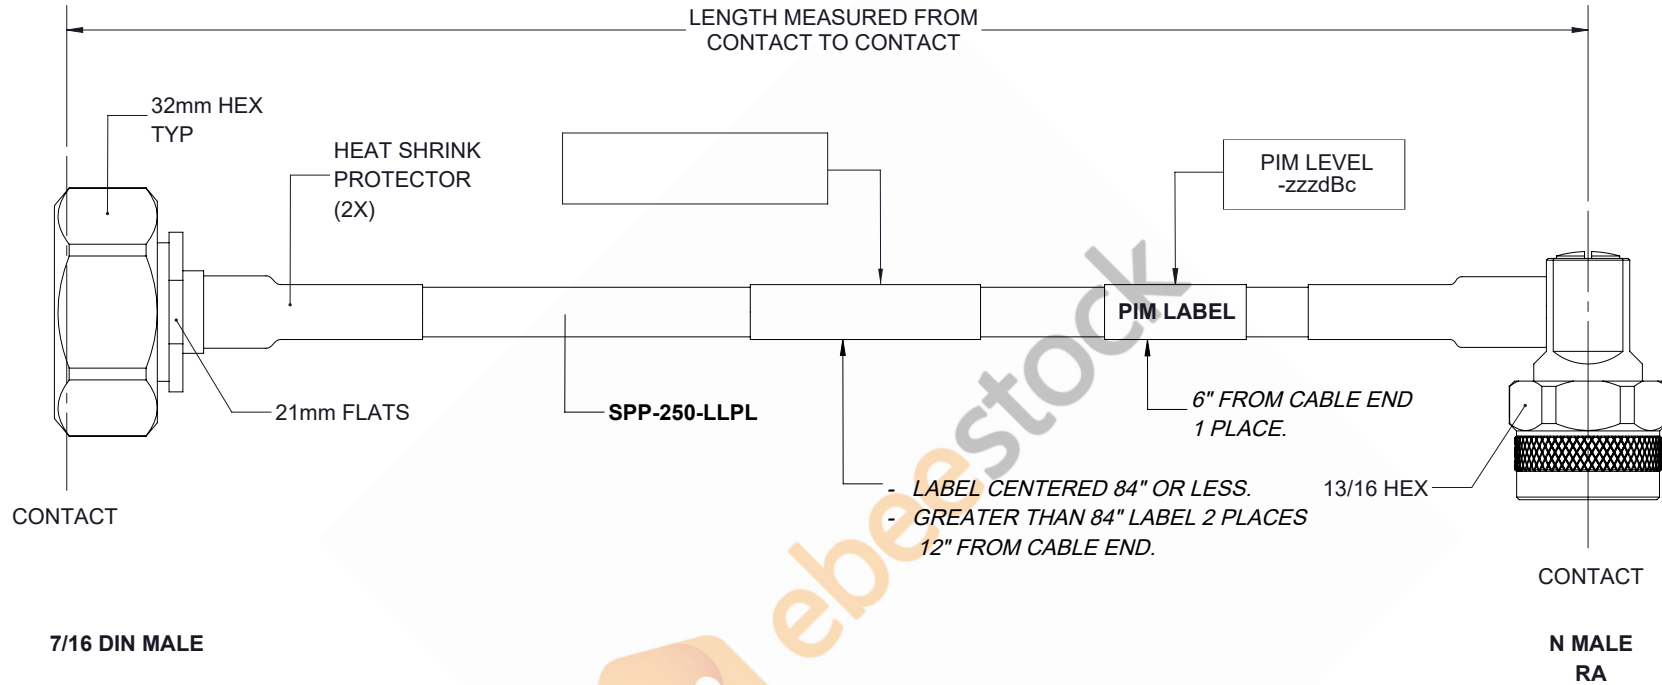 LENGTH MEASURED FROM
CONTACT TO CONTACT
32mm HEX
TYP
HEAT SHRINK
PROTECTOR
(2X)
PIM LEVEL
-zzzdBc
PIM LABEL
21mm FLATS
SPP-250-LLPL
6" FROM CABLE END
1 PLACE.
- LABEL CENTERED 84" OR LESS.
- GREATER THAN 84" LABEL 2 PLACES
12" FROM CABLE END.
13/16 HEX
CONTACT
CONTACT
7/16 DIN MALE
N MALE
RA
ebeestock